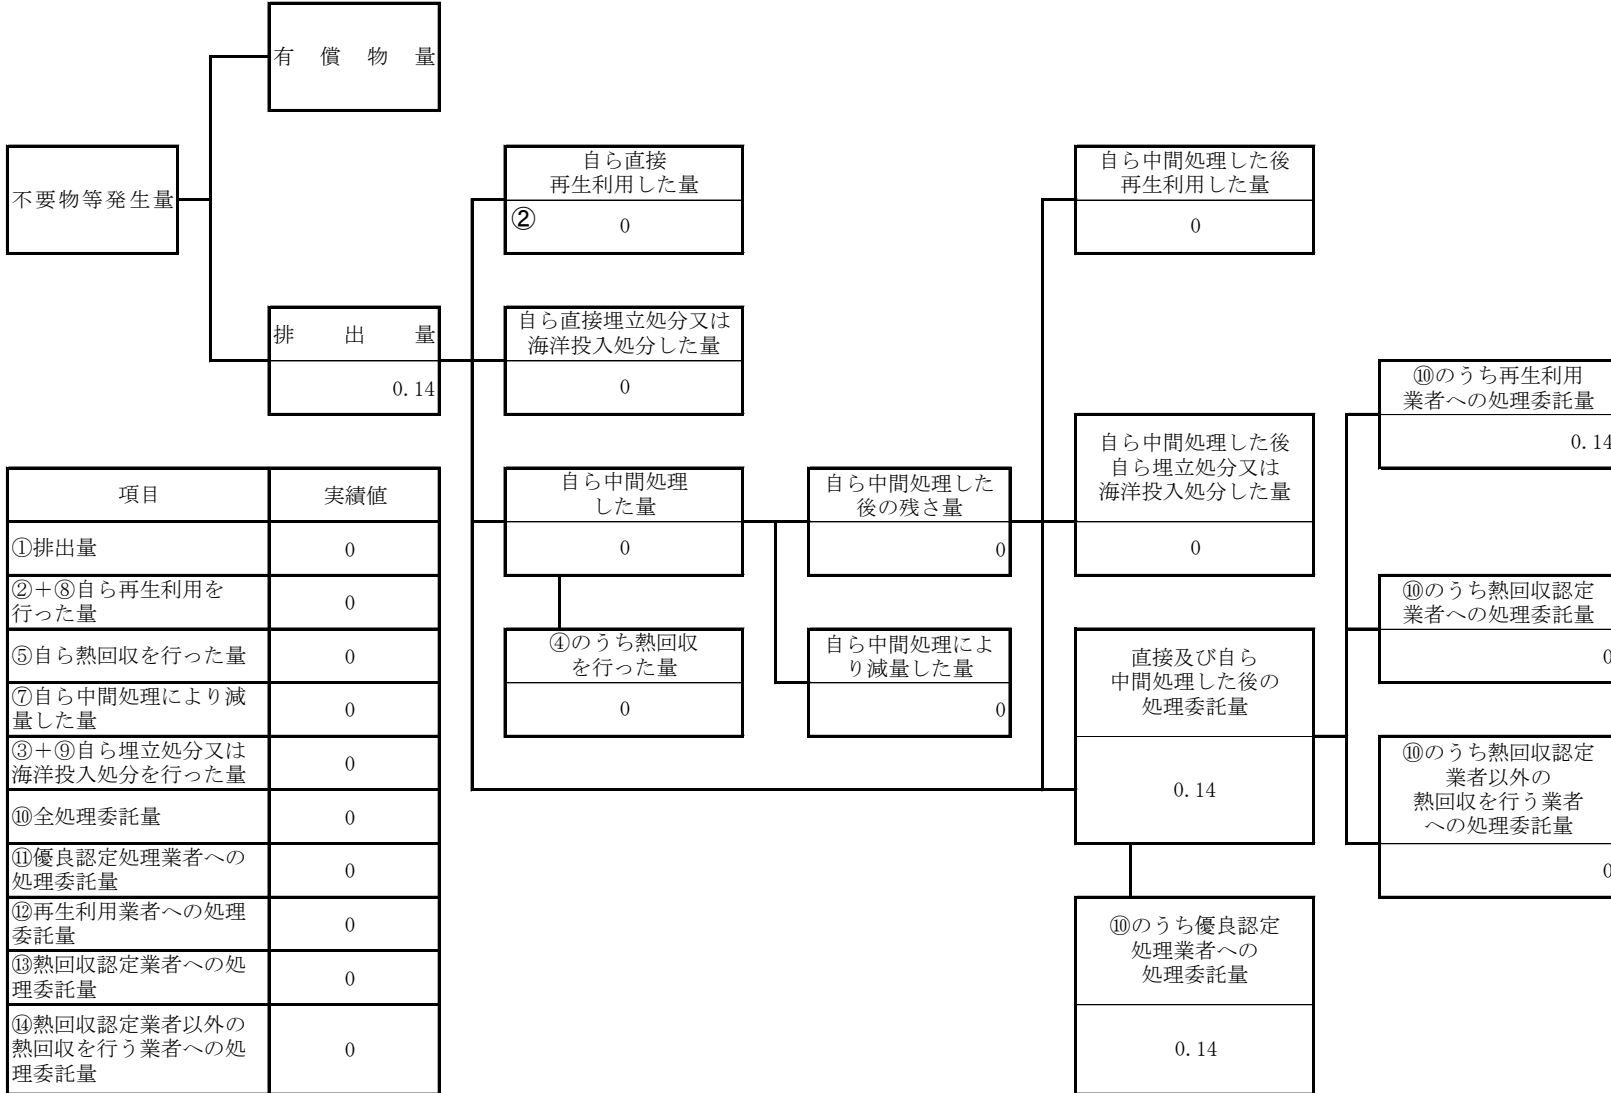 有償物量
不要物等発生量
排出量
0.14
自ら直接
再生利用した量
②
0
自ら直接埋立処分又は
海洋投入処分した量
0
自ら中間処理
した量
0
④のうち熱回収
を行った量
0
自ら中間処理した
後の残さ量
0
自ら中間処理によ
り減量した量
0
自ら中間処理した後
再生利用した量
0
自ら中間処理した後
自ら埋立処分又は
海洋投入処分した量
0
直接及び自ら
中間処理した後の
処理委託量
0.14
⑩のうち優良認定
処理業者への
処理委託量
0.14
⑩のうち再生利用
業者への処理委託量
0.14
⑩のうち熱回収認定
業者への処理委託量
0
⑩のうち熱回収認定
業者以外の
熱回収を行う業者
への処理委託量
0
項目 実績値
①排出量 0
②＋⑧自ら再生利用を
行った量 0
⑤自ら熱回収を行った量 0
⑦自ら中間処理により減
量した量 0
③＋⑨自ら埋立処分又は
海洋投入処分を行った量 0
⑩全処理委託量 0
⑪優良認定処理業者への
処理委託量 0
⑫再生利用業者への処理
委託量 0
⑬熱回収認定業者への処
理委託量 0
⑭熱回収認定業者以外の
熱回収を行う業者への処
理委託量 0